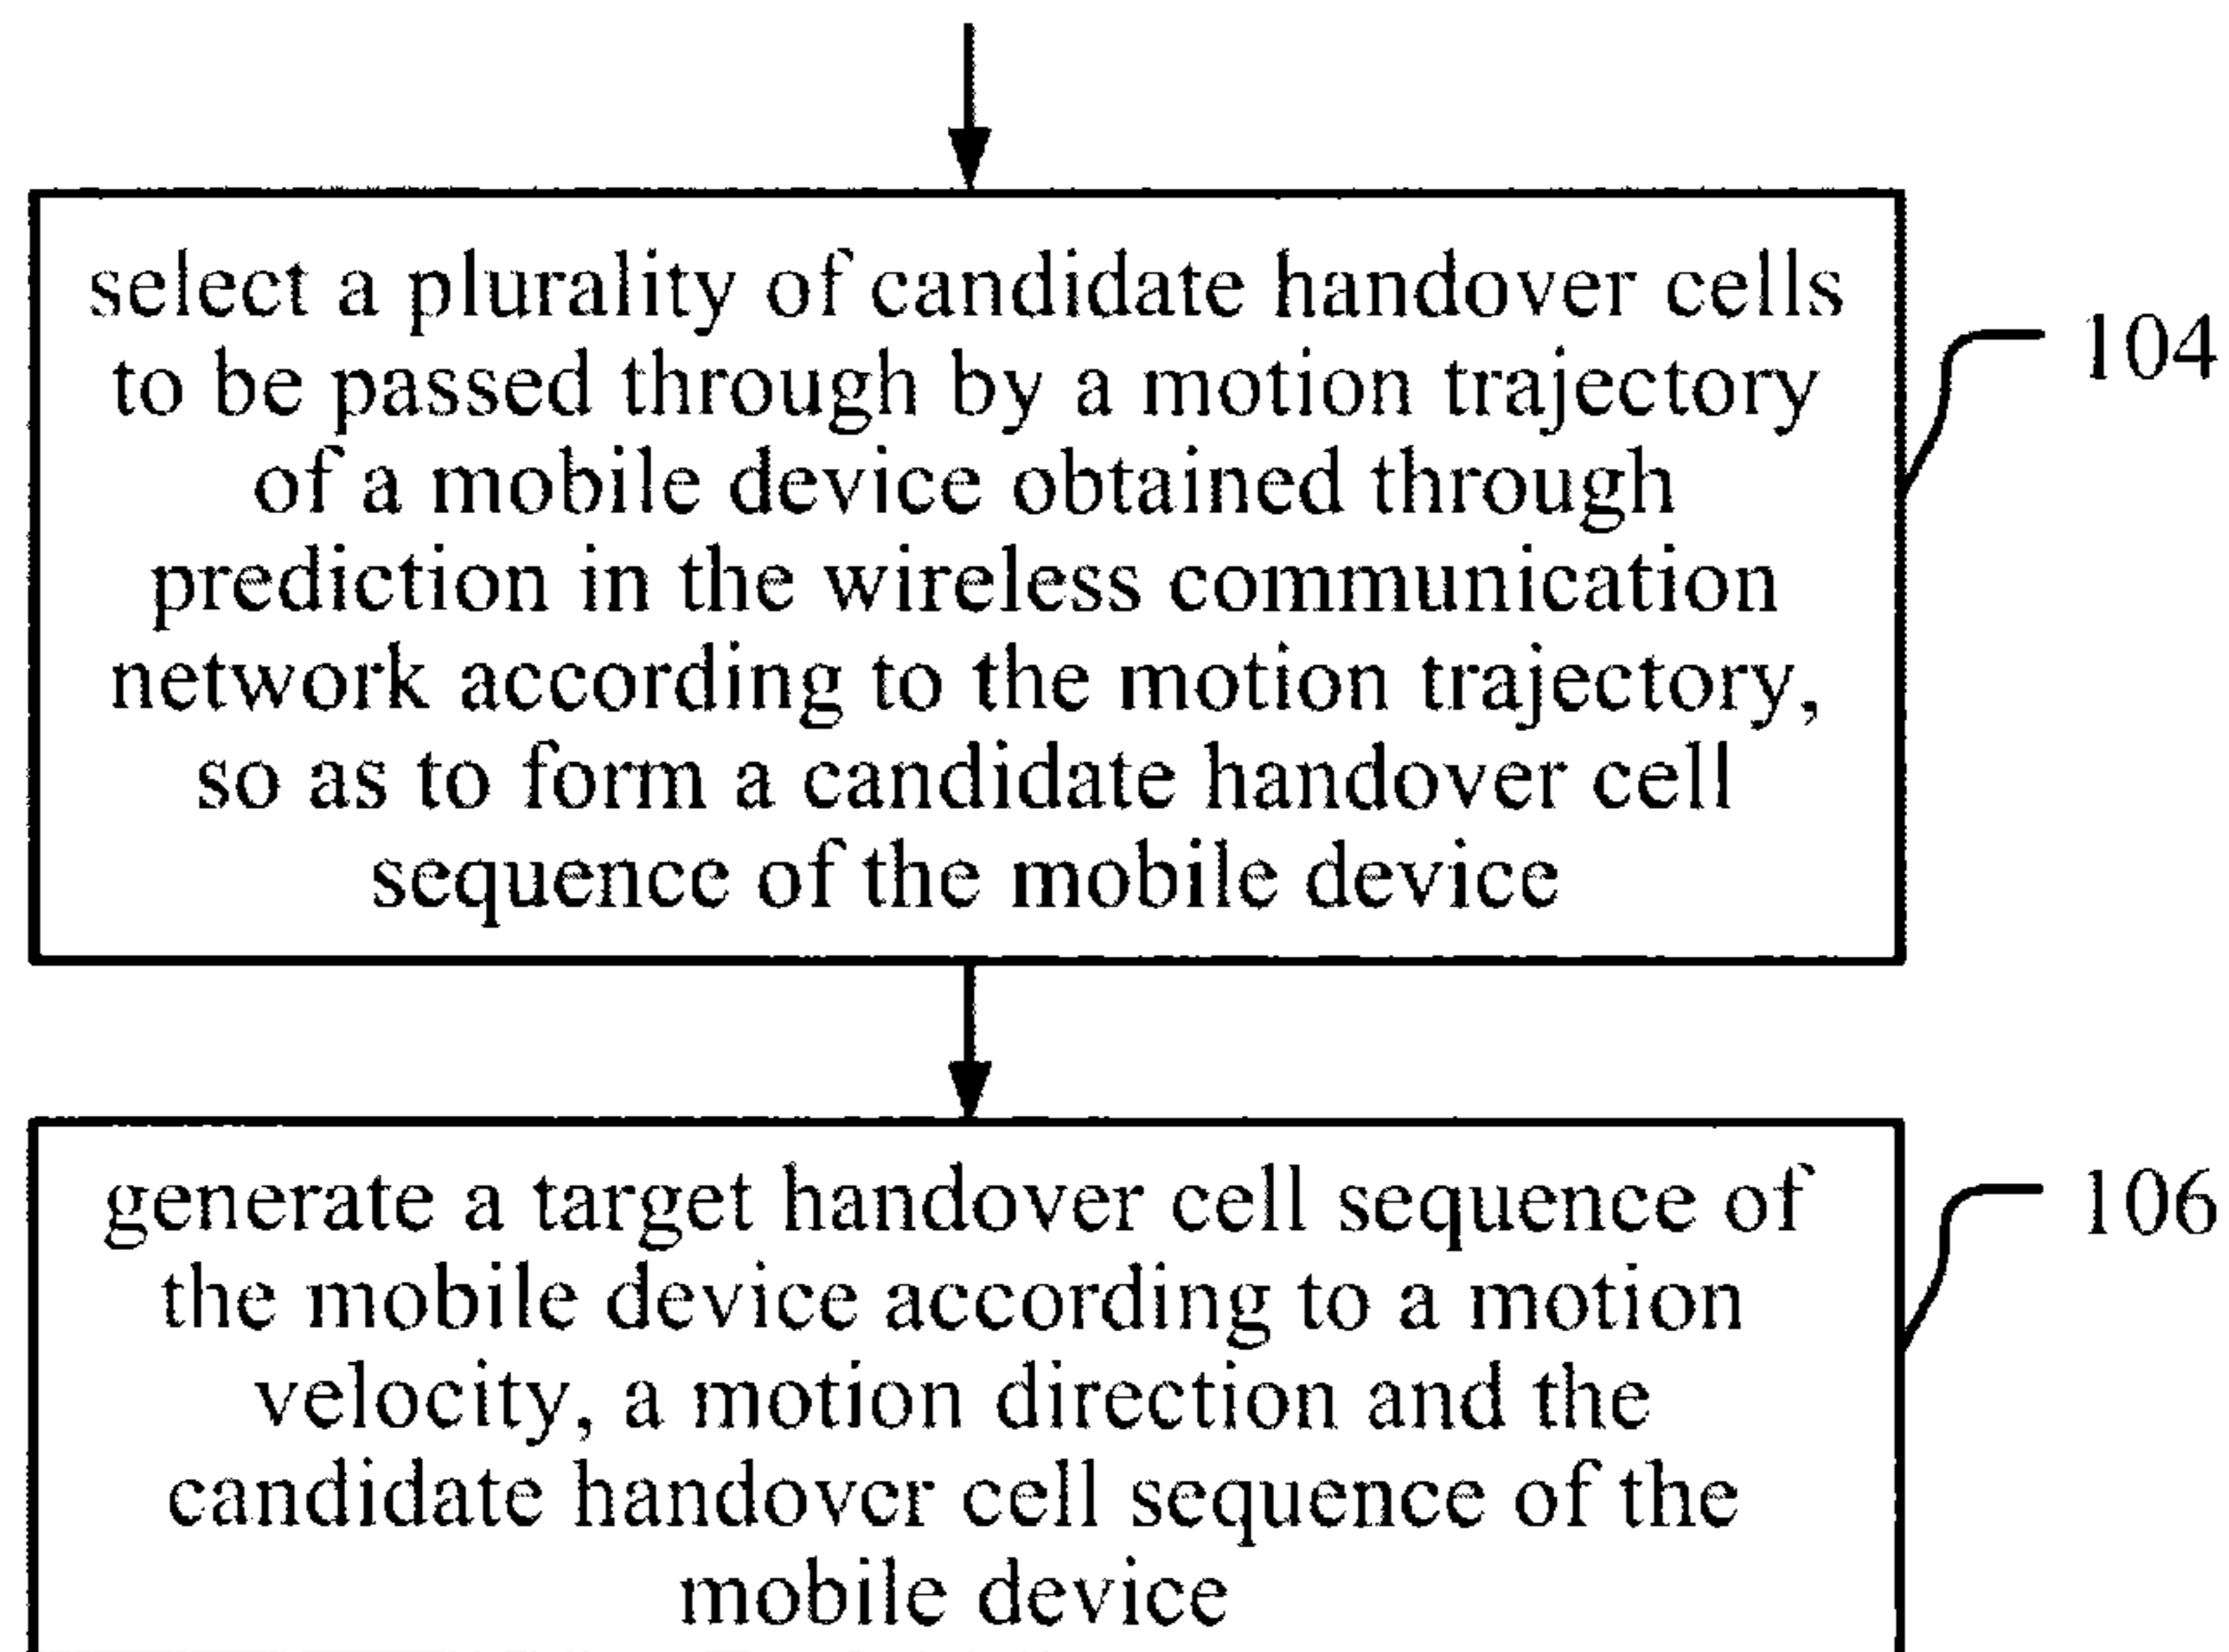 select a plurality of candidate handover cells
to be passed through by a motion trajectory
of a mobile device obtained through
prediction in the wireless communication
network according to the motion trajectory,
so as to form a candidate handover cell
sequence of the mobile device
104
generate a target handover cell sequence of
the mobile device according to a motion
velocity, a motion direction and the
candidate handover cell sequence of the
mobile device
106